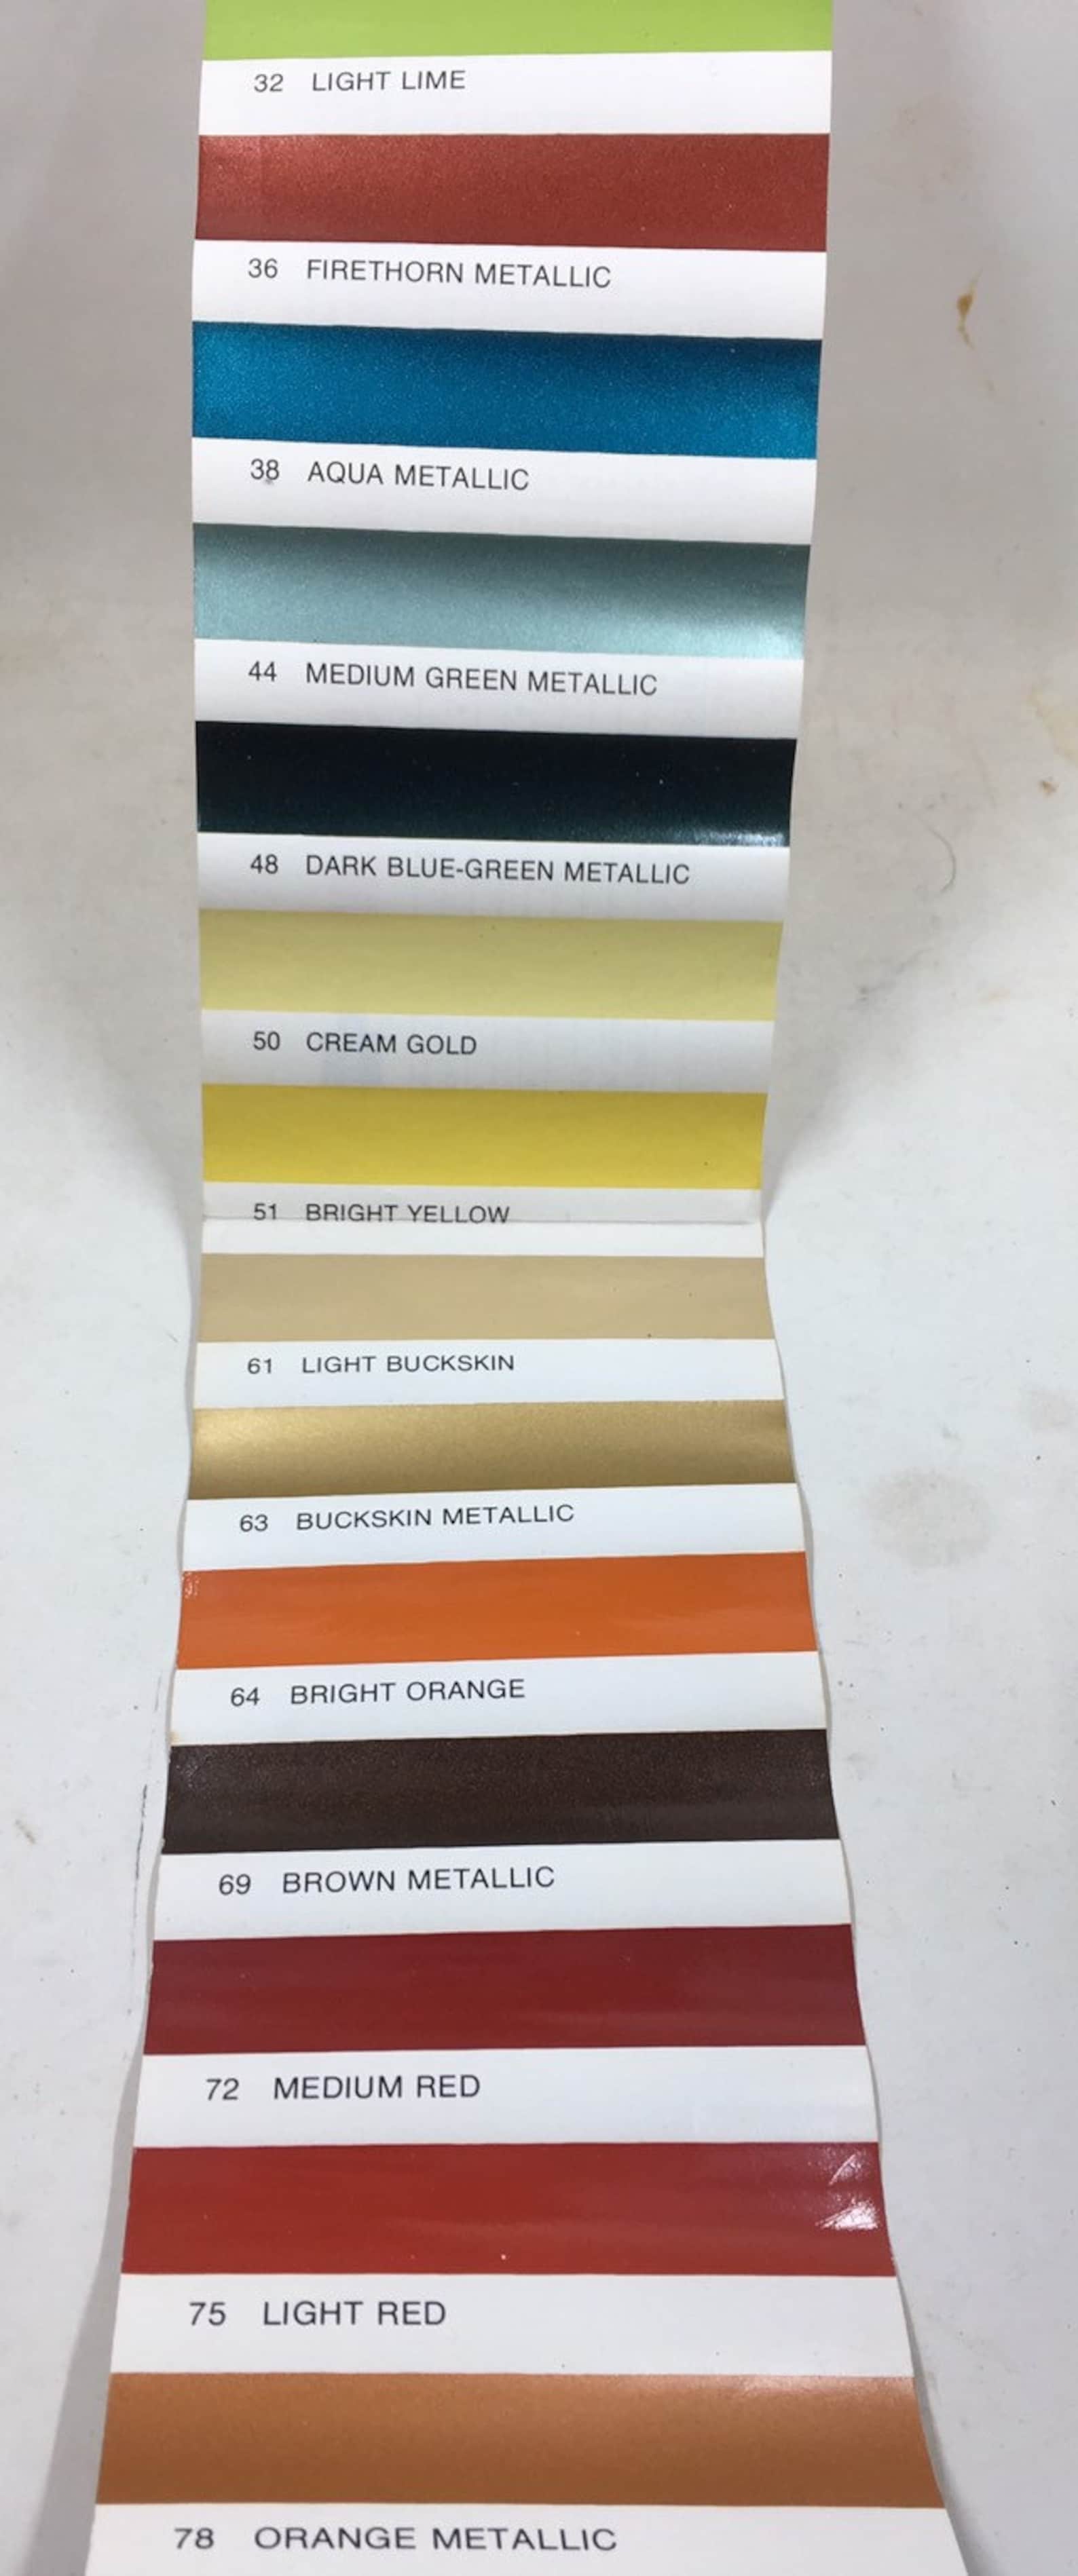 32 LIGHT LIME
36 FIRETHORN METALLIC
38 AQUA METALLIC
44 MEDIUM GREEN METALLIC
48 DARK BLUE-GREEN METALLIC
50 CREAM GOLD
51 BRIGHT YELLOW
61 LIGHT BUCKSKIN
63 BUCKSKIN METALLIC
64 BRIGHT ORANGE
69 BROWN METALLIC
72 MEDIUM RED
75 LIGHT RED
78 ORANGE METALLIC